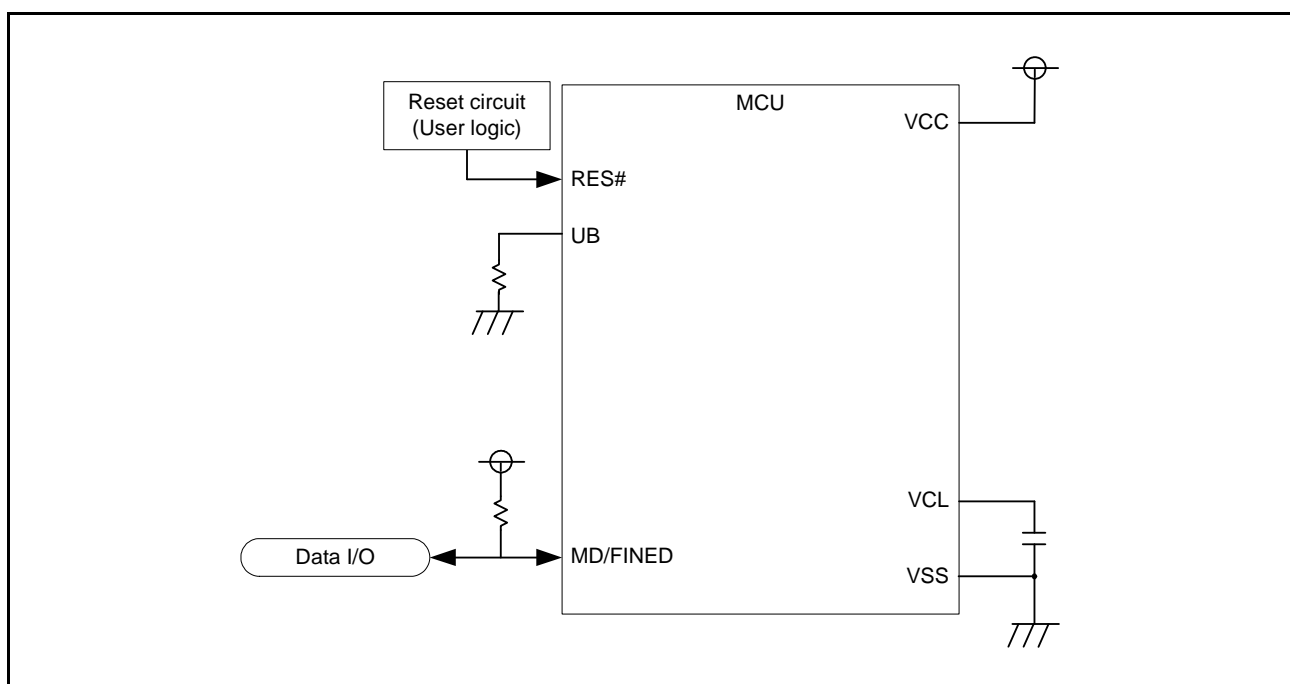 MCU
Reset circuit
(User logic)
VCC
RES#
UB
VCL
Data I/O
MD/FINED
VSS